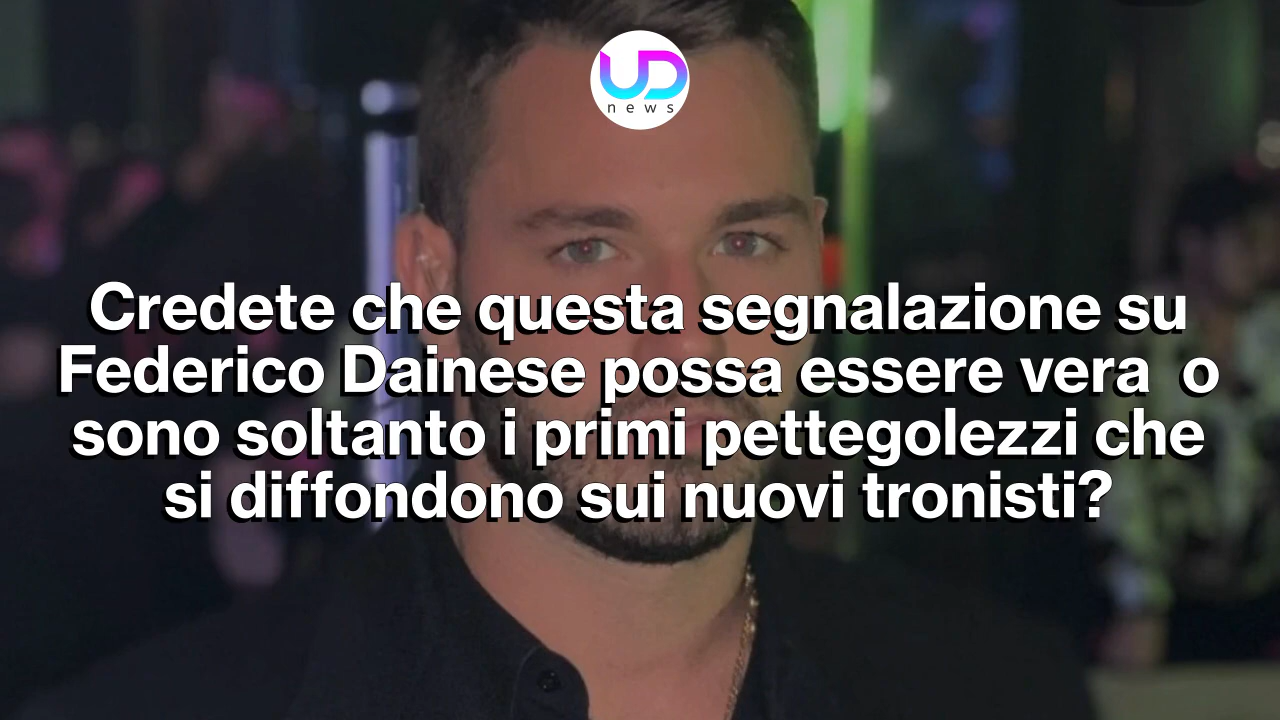 UD
news
Credete che questa segnalazione su
Federico Dainese possa essere vera o
sono soltanto i primi pettegolezzi che
si diffondono sui nuovi tronisti?